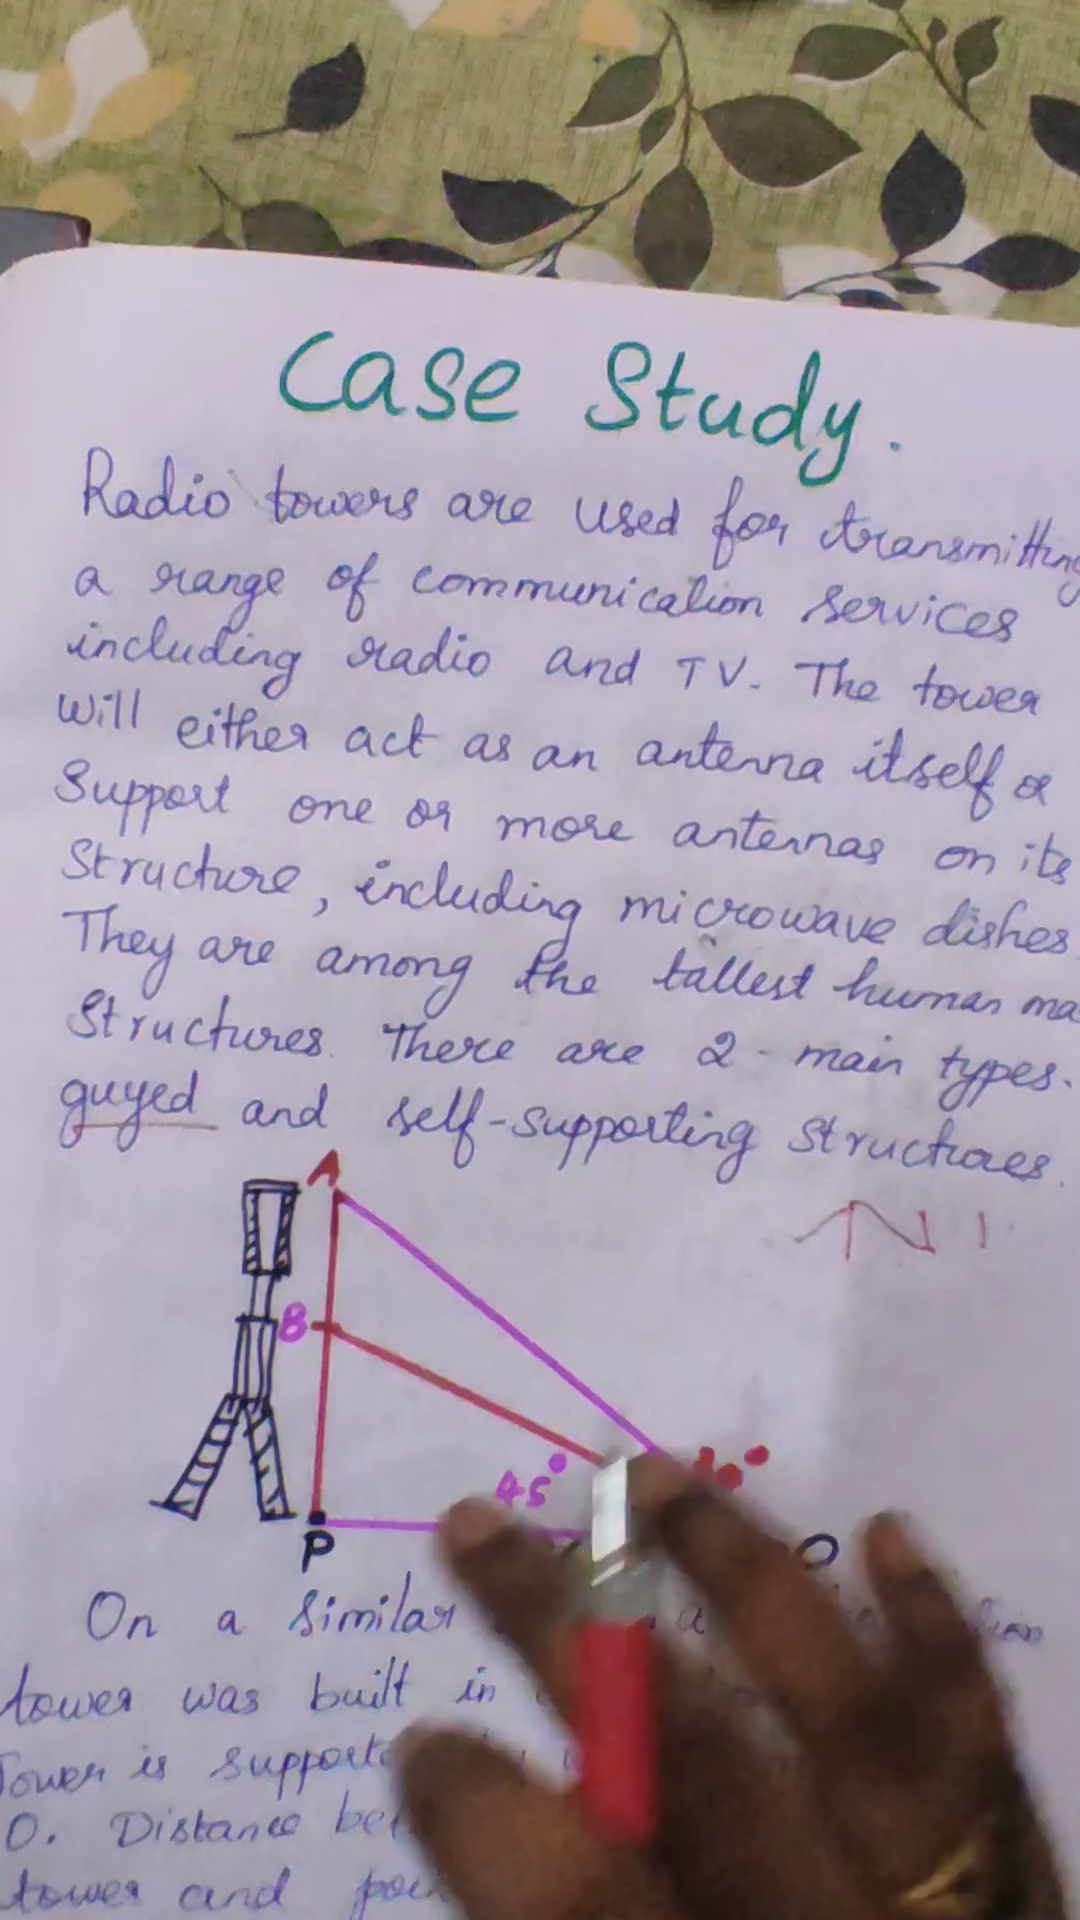 Case Study.
Radio towers are used for transmitting
a range of communication services
including radio and TV. The tower
will either act as an antenna itself or
Support one or more antennas on its
Structure, including microwave dishes
They are among the tallest human ma
Structures. There are 2 - main types.
guyed and self-supporting structures.
A
B
45°
P
O
On a similar
tower was built in
Tower is supporte
O. Distance bet
tower and poin